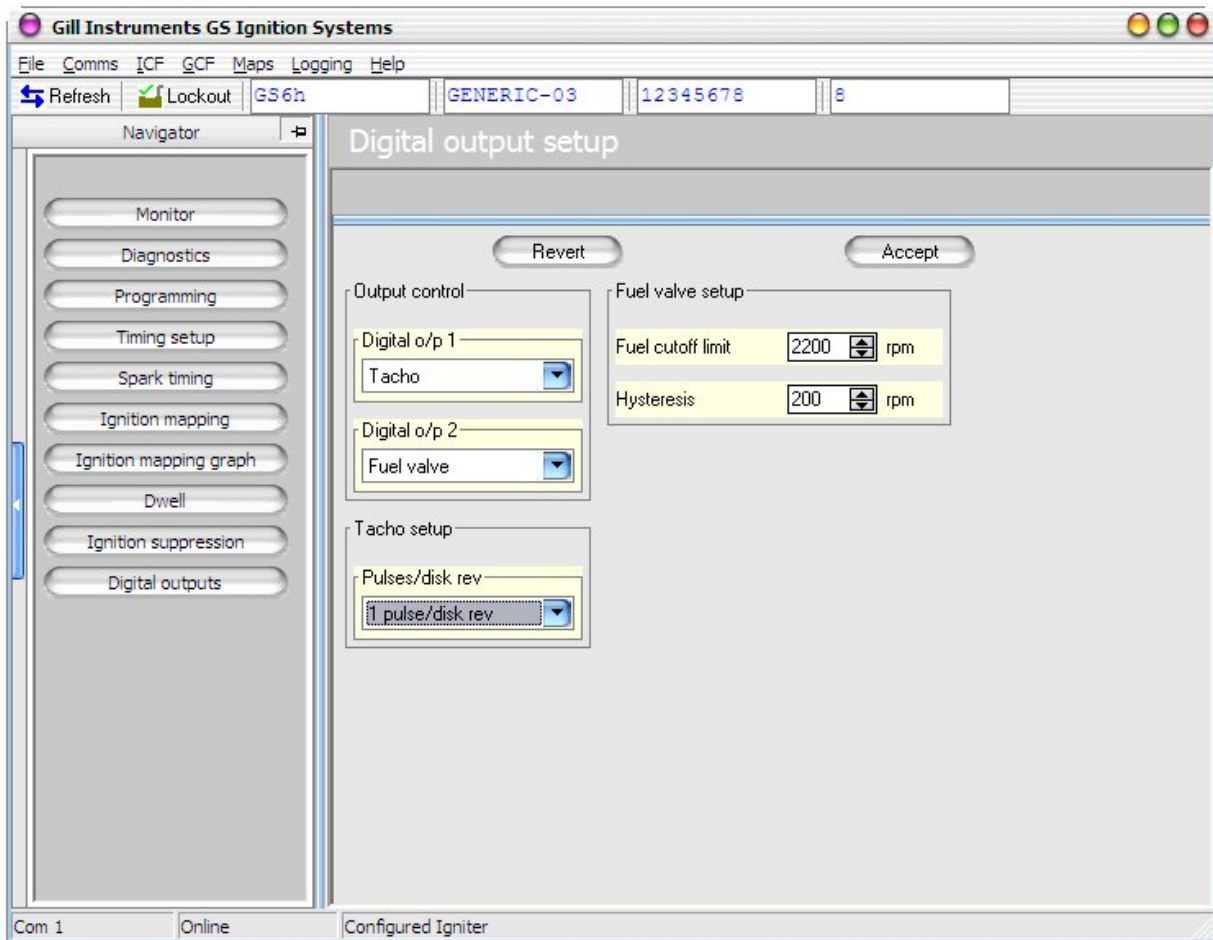 Gill Instruments GS Ignition Systems
File Comms ICF GCF Maps Logging Help
Refresh Lockout GS6h GENERIC-03 12345678 8
Navigator
Monitor
Diagnostics
Programming
Timing setup
Spark timing
Ignition mapping
Ignition mapping graph
Dwell
Ignition suppression
Digital outputs
Digital output setup
Revert Accept
Output control
Digital o/p 1
Tacho
Digital o/p 2
Fuel valve
Tacho setup
Pulses/disk rev
1 pulse/disk rev
Fuel valve setup
Fuel cutoff limit 2200 rpm
Hysteresis 200 rpm
Com 1 Online Configured Igniter